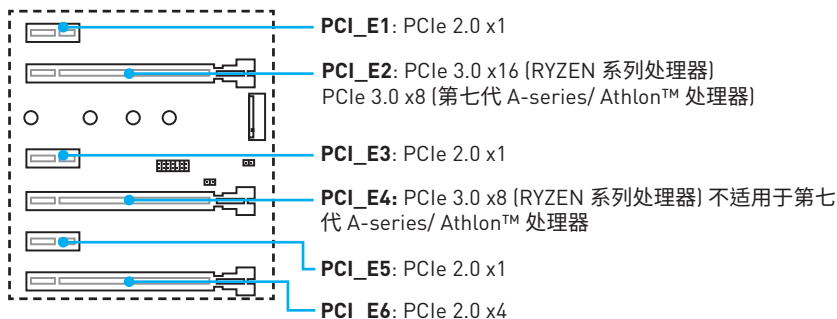 PCI_E1: PCIe 2.0 x1
PCI_E2: PCIe 3.0 x16 (RYZEN 系列处理器)
PCIe 3.0 x8 (第七代 A-series/ Athlon™ 处理器)
PCI_E3: PCIe 2.0 x1
PCI_E4: PCIe 3.0 x8 (RYZEN 系列处理器) 不适用于第七
代 A-series/ Athlon™ 处理器
PCI_E5: PCIe 2.0 x1
PCI_E6: PCIe 2.0 x4